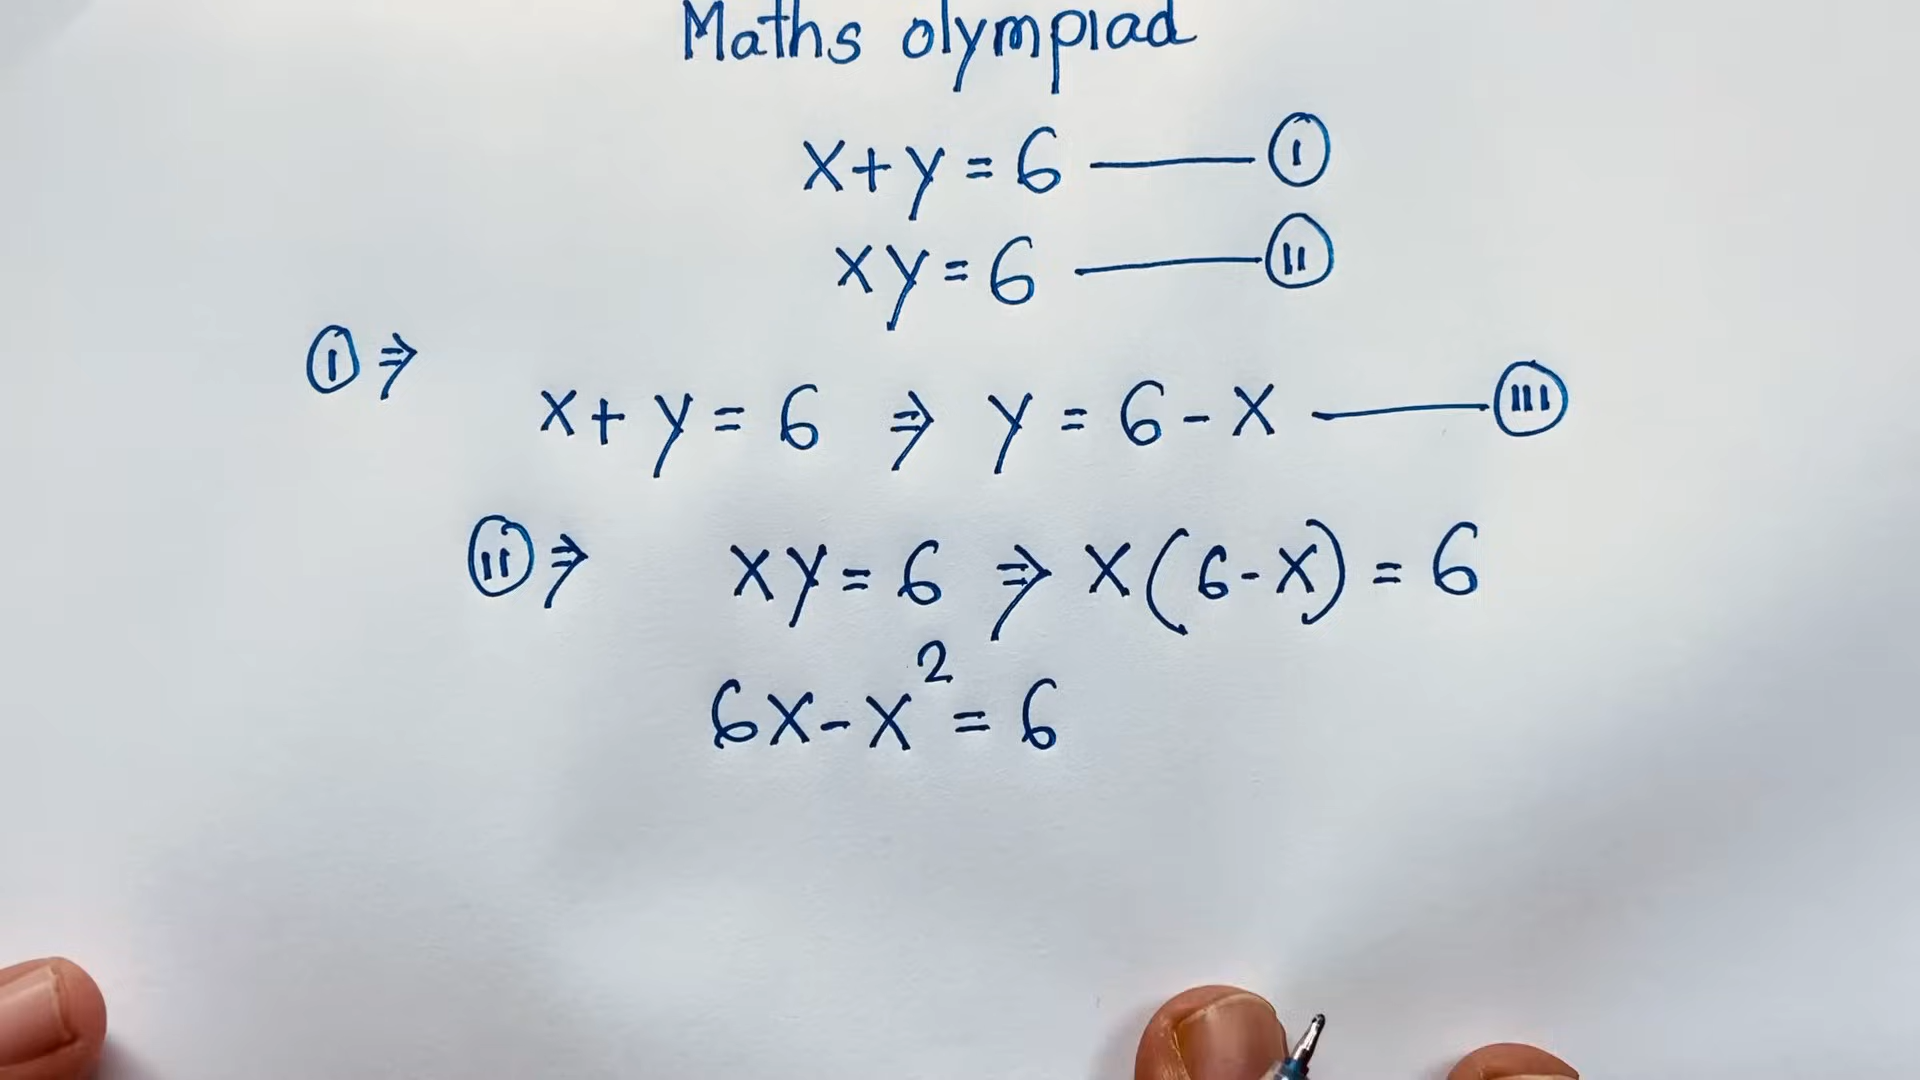 Maths olympiad
x+y=6 —— Ⓘ
xy=6 —— ⓘⓘ
Ⓘ ⇒
x+y=6 ⇒ y=6-x —— ⓘⓘⓘ
ⓘⓘ ⇒ xy=6 ⇒ x(6-x)=6
6x-x²=6